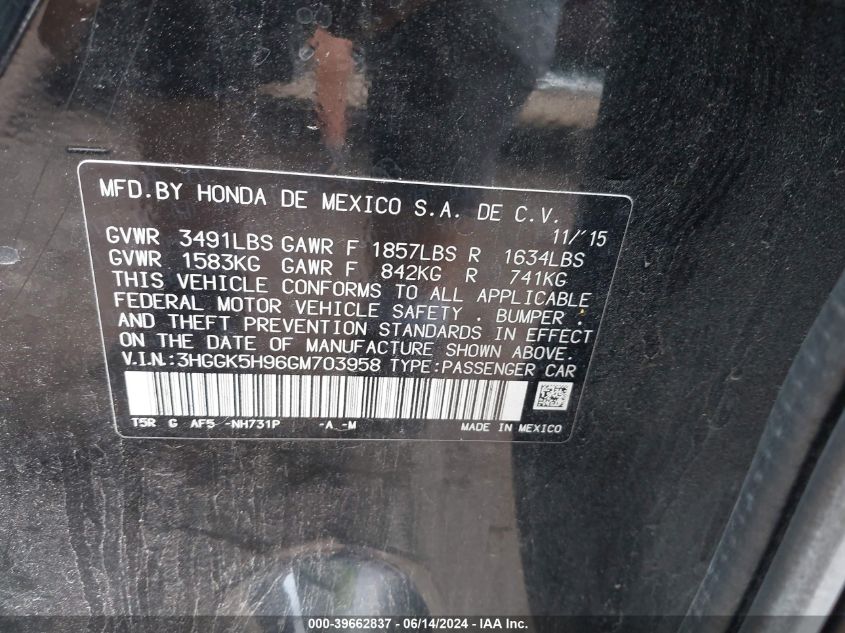 MFD.BY HONDA DE MEXICO S.A. DE C.V.
11/'15
GVWR 3491LBS GAWR F 1857LBS R 1634LBS
GVWR 1583KG GAWR F 842KG R 741KG
THIS VEHICLE CONFORMS TO ALL APPLICABLE
FEDERAL MOTOR VEHICLE SAFETY , BUMPER ,
AND THEFT PREVENTION STANDARDS IN EFFECT
ON THE DATE OF MANUFACTURE SHOWN ABOVE.
V.I.N.:3HGGK5H96GM703958 TYPE:PASSENGER CAR
T5R G AF5 -NH731P -A -M MADE IN MEXICO
000-39662837 - 06/14/2024 - IAA Inc.